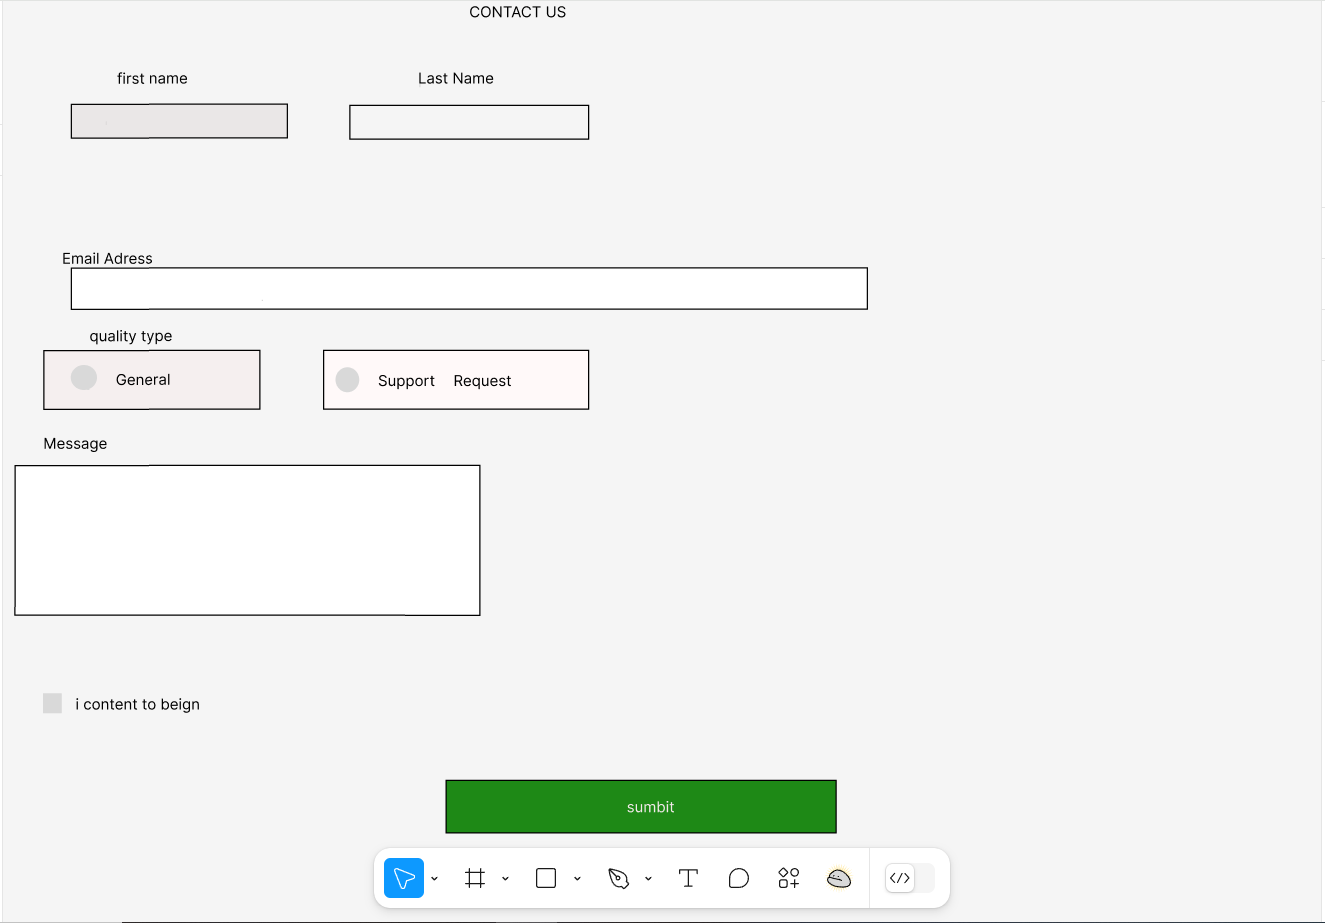 CONTACT US
first name
Last Name
Email Adress
quality type
General
Support Request
Message
i content to beign
sumbit